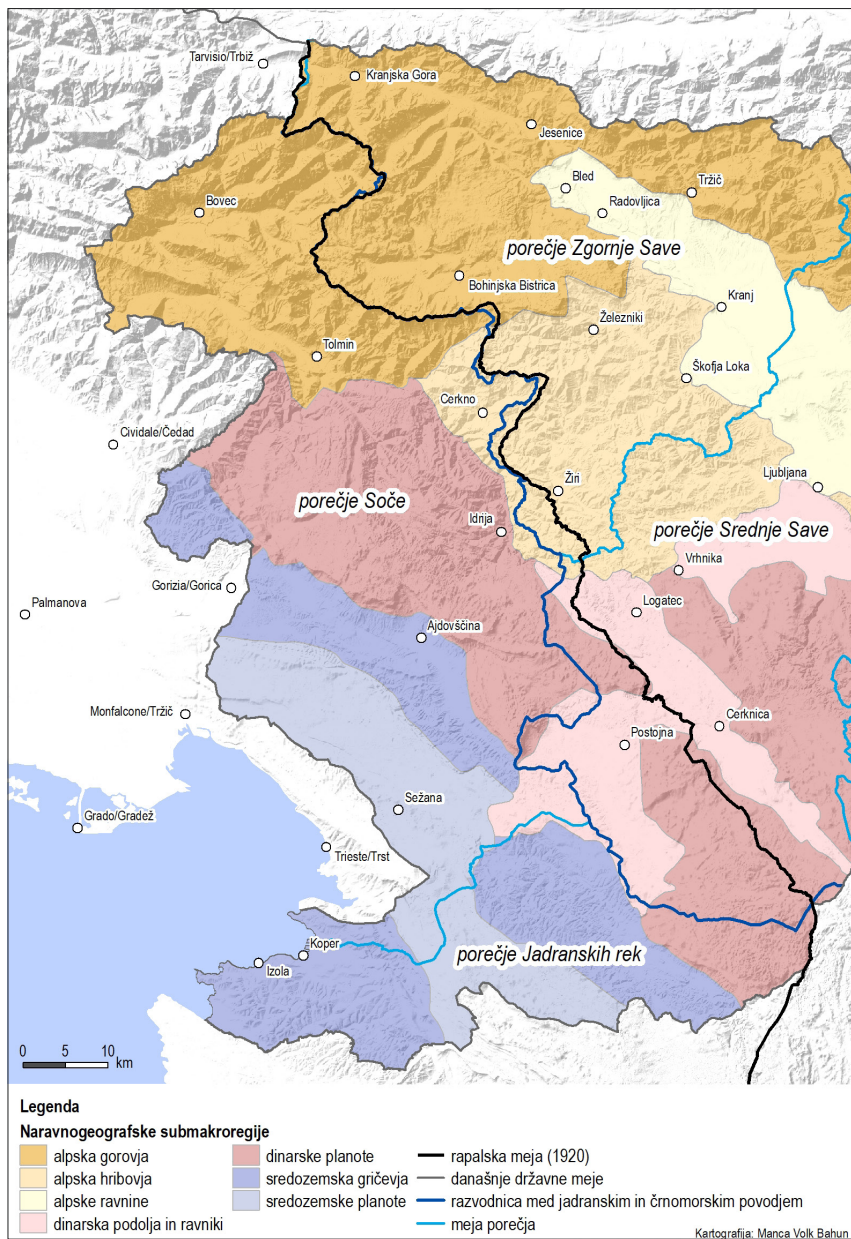 Tarvisio/Trbiž
Kranjska Gora
Jesenice
Bled
Tržič
Bovec
Radovljica
porečje Zgornje Save
Bohinjska Bistrica
Kranj
Železniki
Tolmin
Škofja Loka
Cerkno
Cividale/Čedad
Ljubljana
Žiri
porečje Soče
Idrija
porečje Srednje Save
Vrhnika
Gorizia/Gorica
Palmanova
Logatec
Ajdovščina
Monfalcone/Tržič
Cerknica
Postojna
Sežana
Grado/Gradež
Trieste/Trst
Koper
porečje Jadranskih rek
Izola
0 5 10
km
Legenda
Naravnogeografske submakroregije
alpska gorovja
alpska hribovja
alpske ravnine
dinarska podolja in ravniki
dinarske planote
sredozemska gričevja
sredozemske planote
rapalska meja (1920)
današnje državne meje
razvodnica med jadranskim in črnomorskim povodjem
meja porečja
Kartografija: Manca Volk Bahun